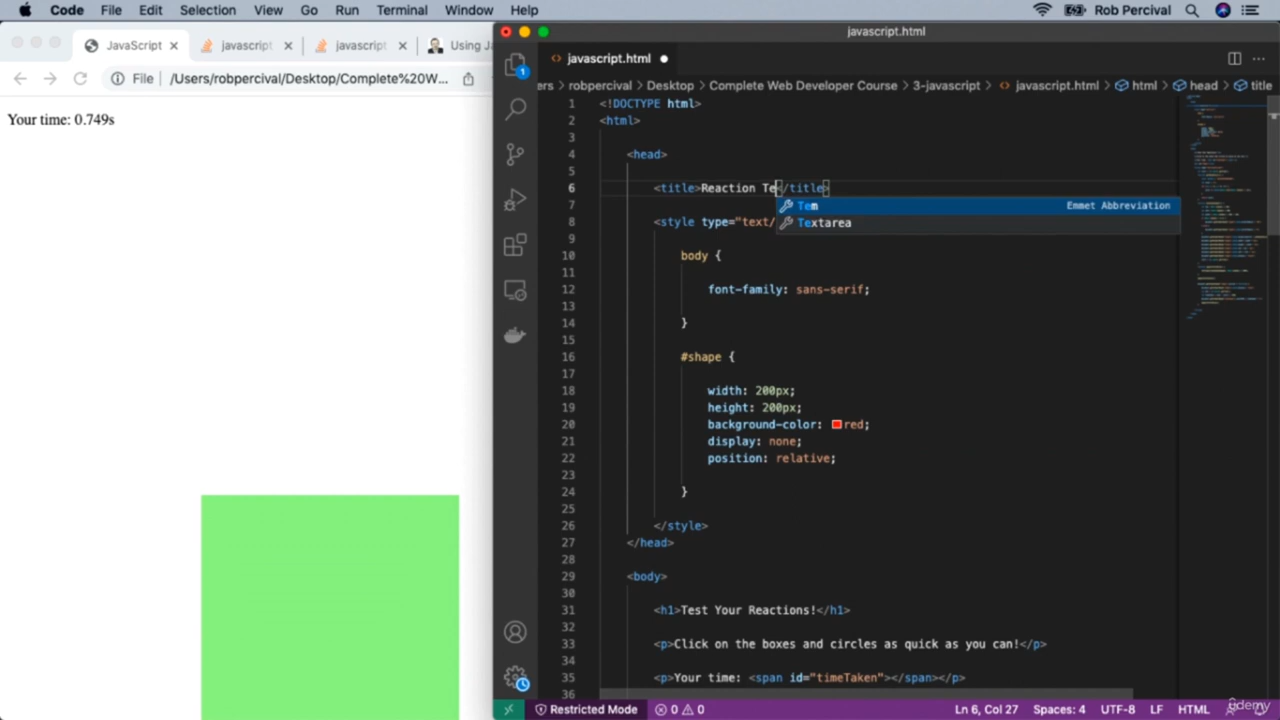 Code File Edit Selection View Go Run Terminal Window Help Rob Percival
JavaScript
javascript
javascript
Using Ja
File /Users/robpercival/Desktop/Complete%20W...
Your time: 0.749s
javascript.html
javascript.html
ers > robpercival > Desktop > Complete Web Developer Course > 3-javascript > javascript.html > html > head > title
1 <!DOCTYPE html>
2 <html>
3
4 <head>
5
6 <title>Reaction Te</title>
Tem Emmet Abbreviation
Textarea
7
8 <style type="text/
9
10 body {
11
12 font-family: sans-serif;
13
14 }
15
16 #shape {
17
18 width: 200px;
19 height: 200px;
20 background-color: red;
21 display: none;
22 position: relative;
23
24 }
25
26 </style>
27 </head>
28
29 <body>
30
31 <h1>Test Your Reactions!</h1>
32
33 <p>Click on the boxes and circles as quick as you can!</p>
34
35 <p>Your time: <span id="timeTaken"></span></p>
36
1
Restricted Mode 0 0 Ln 6, Col 27 Spaces: 4 UTF-8 LF HTML
ûdemy